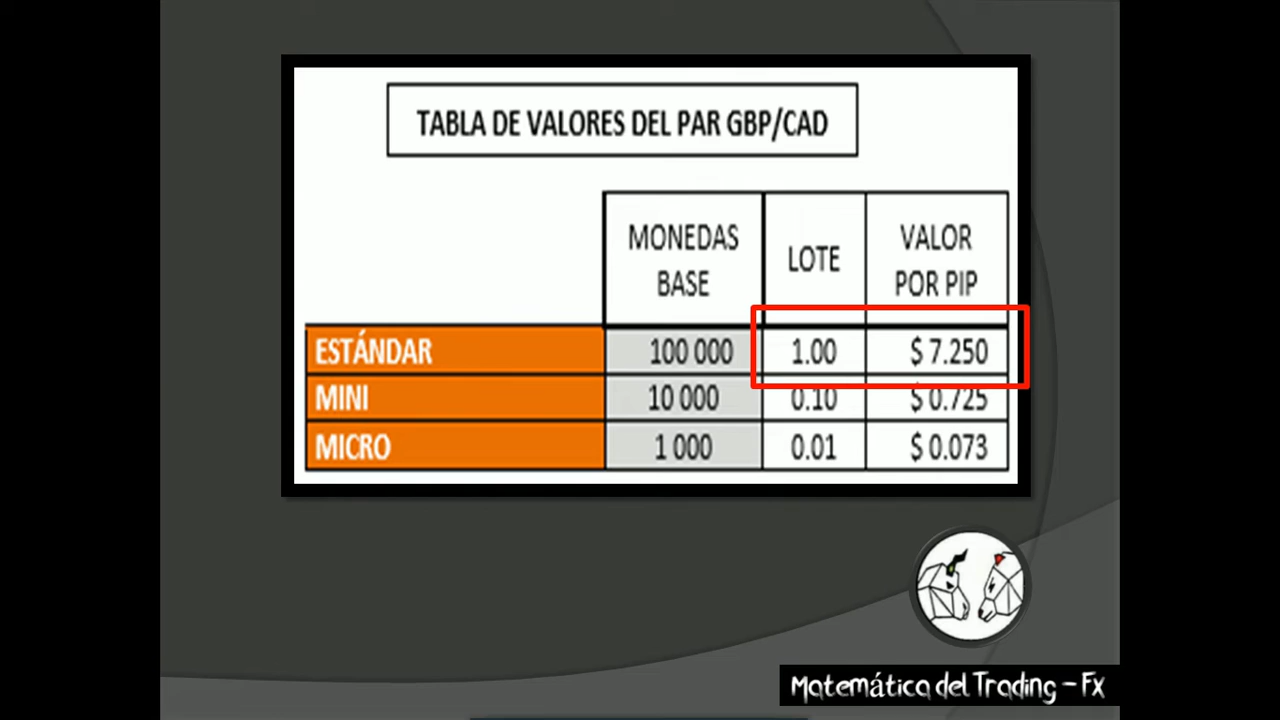 TABLA DE VALORES DEL PAR GBP/CAD
MONEDAS BASE LOTE VALOR POR PIP
ESTÁNDAR 100 000 1.00 $ 7.250
MINI 10 000 0.10 $ 0.725
MICRO 1 000 0.01 $ 0.073
Matemática del Trading - Fx